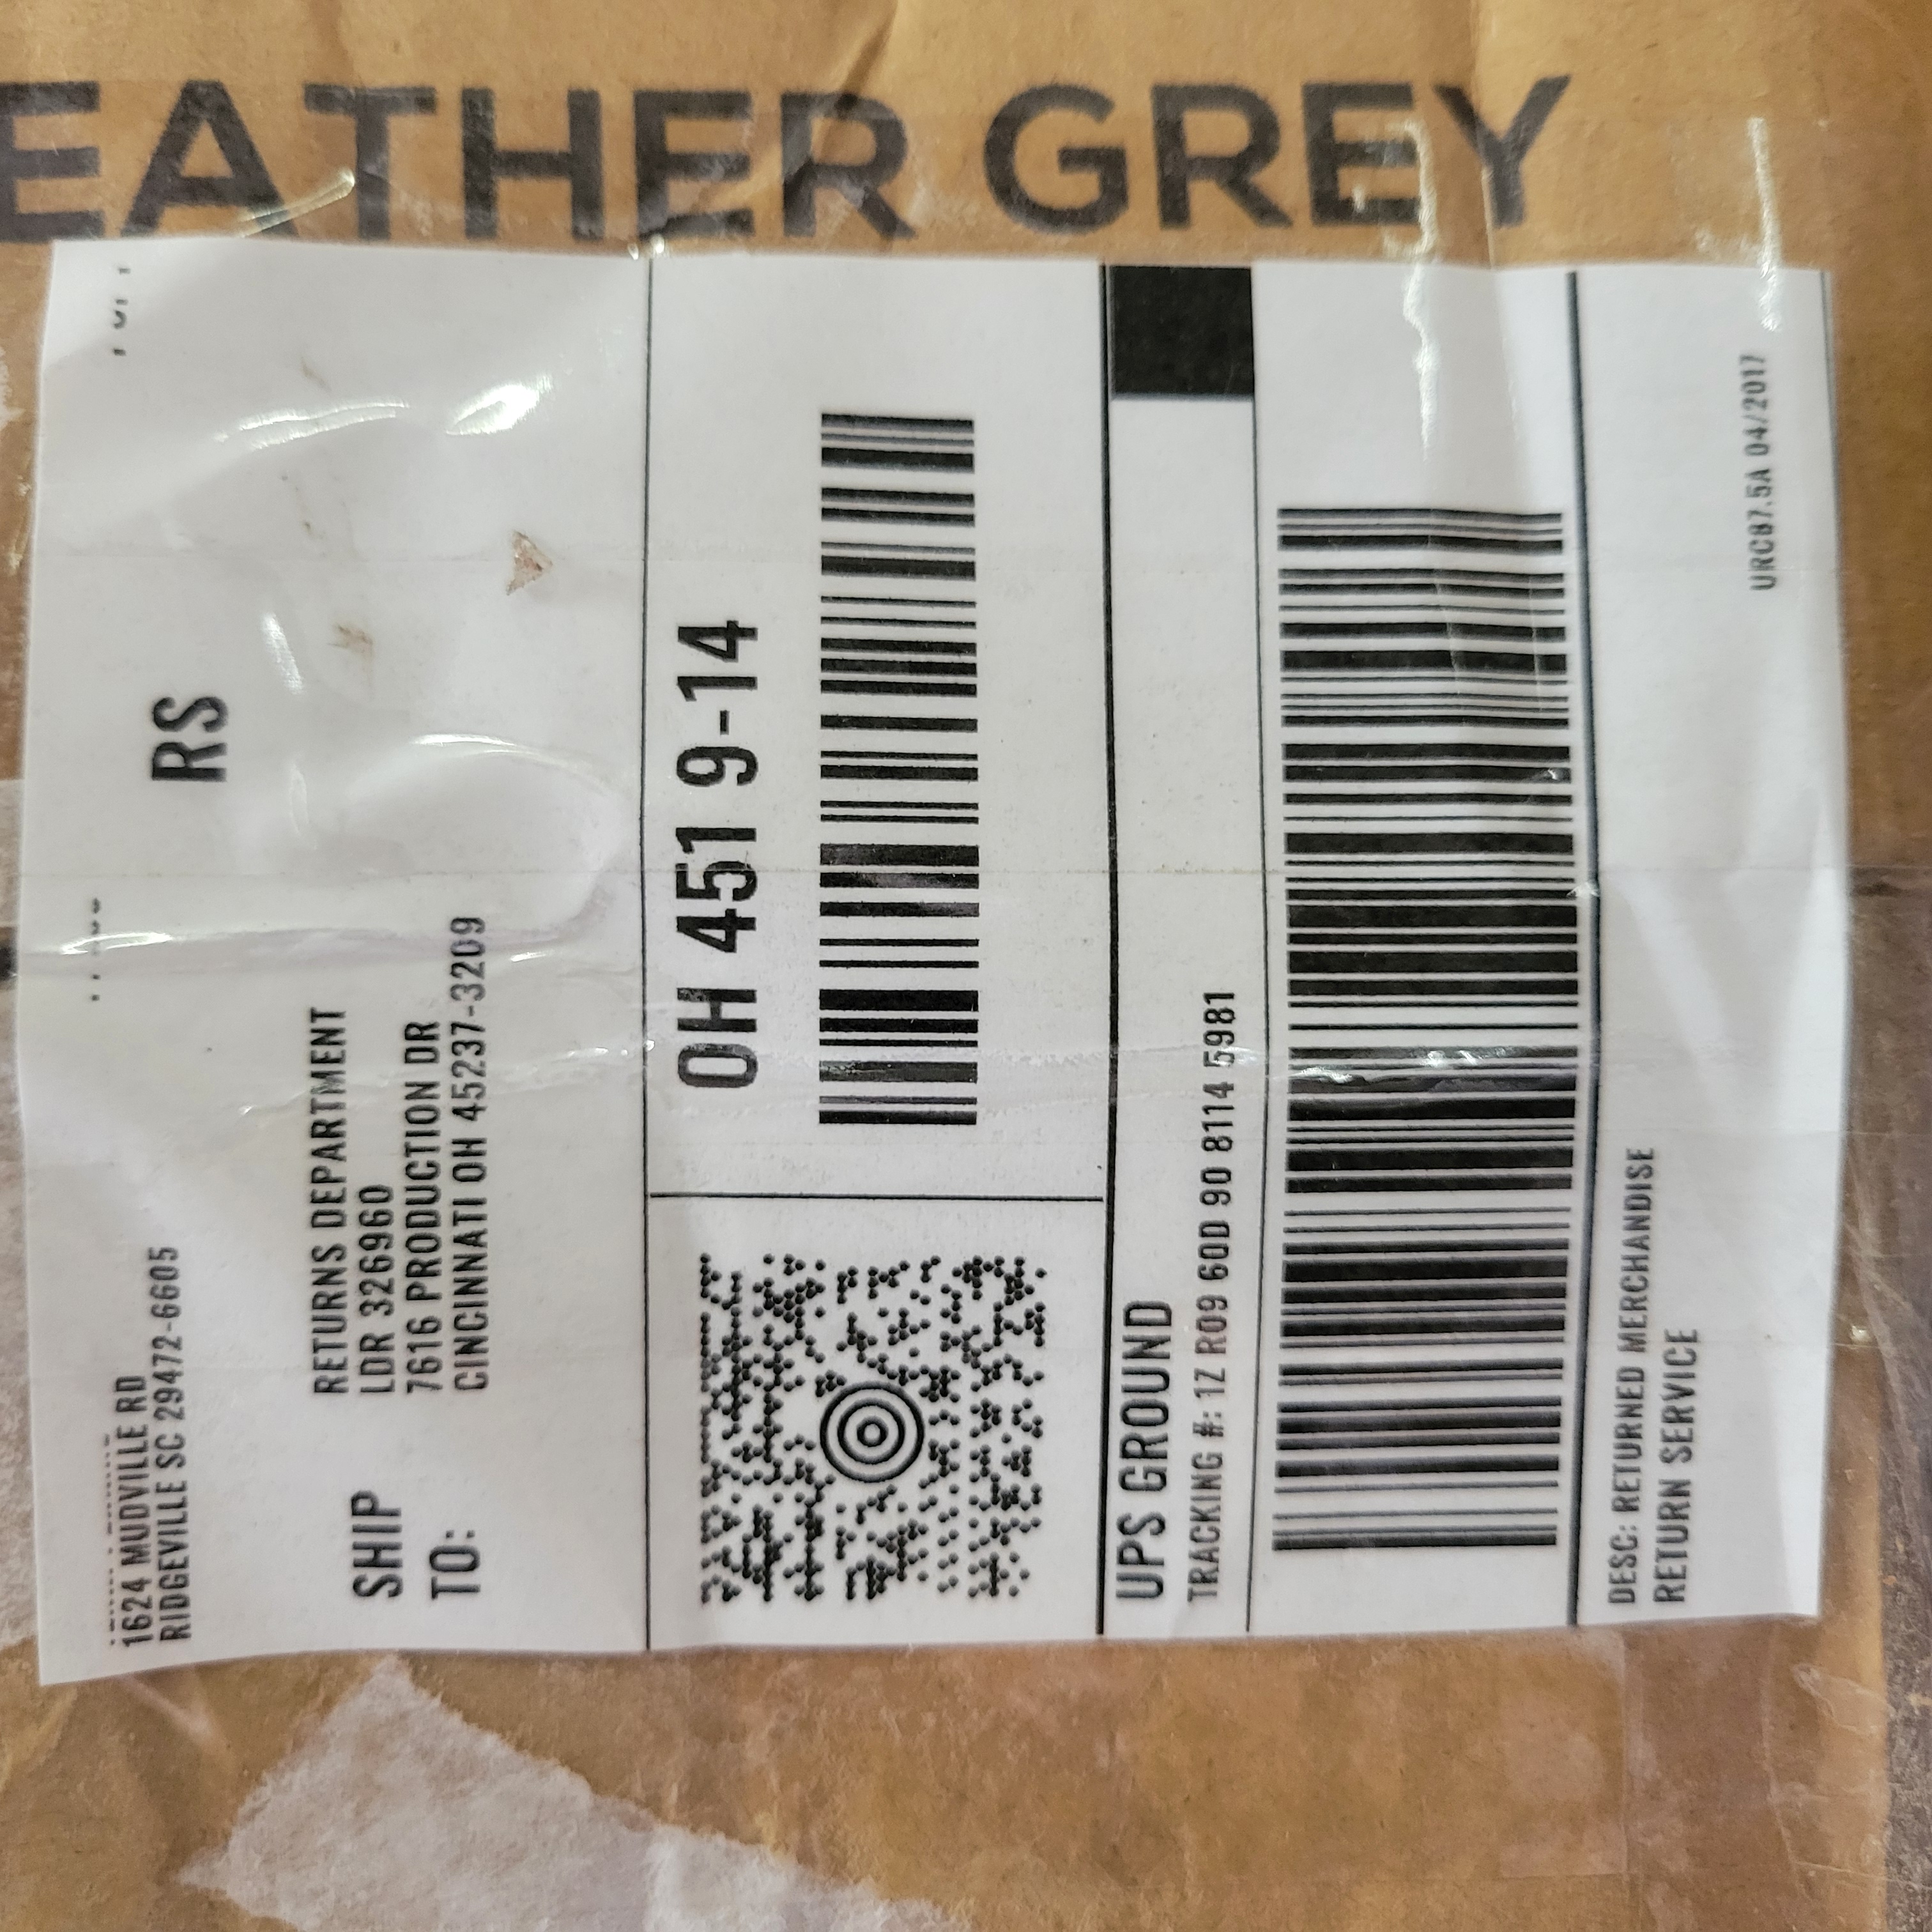 EATHER GREY
1624 MUDVILLE RD
RIDGEVILLE SC 29472-6605
RS
SHIP
TO:
RETURNS DEPARTMENT
LDR 326960
7616 PRODUCTION DR
CINCINNATI OH 45237-3209
OH 451 9-14
UPS GROUND
TRACKING #: 1Z R09 60D 90 8114 5981
DESC: RETURNED MERCHANDISE
RETURN SERVICE
URC87.5A 04/2017